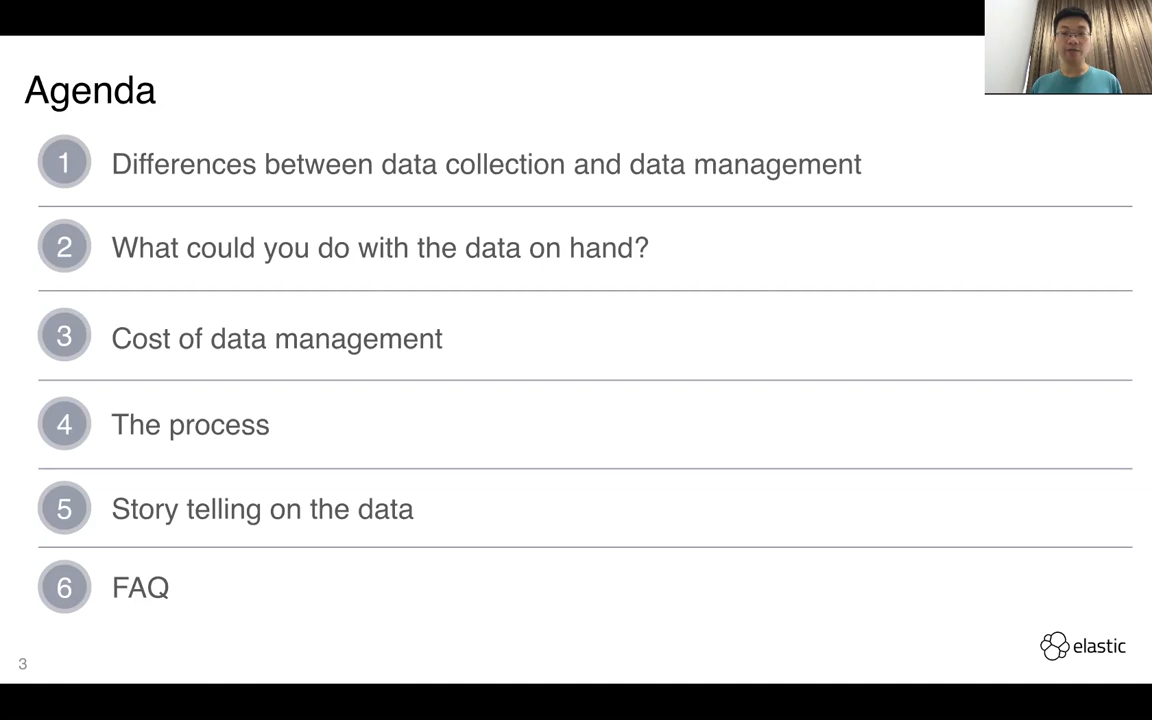 Agenda
1 Differences between data collection and data management
2 What could you do with the data on hand?
3 Cost of data management
4 The process
5 Story telling on the data
6 FAQ
elastic
3